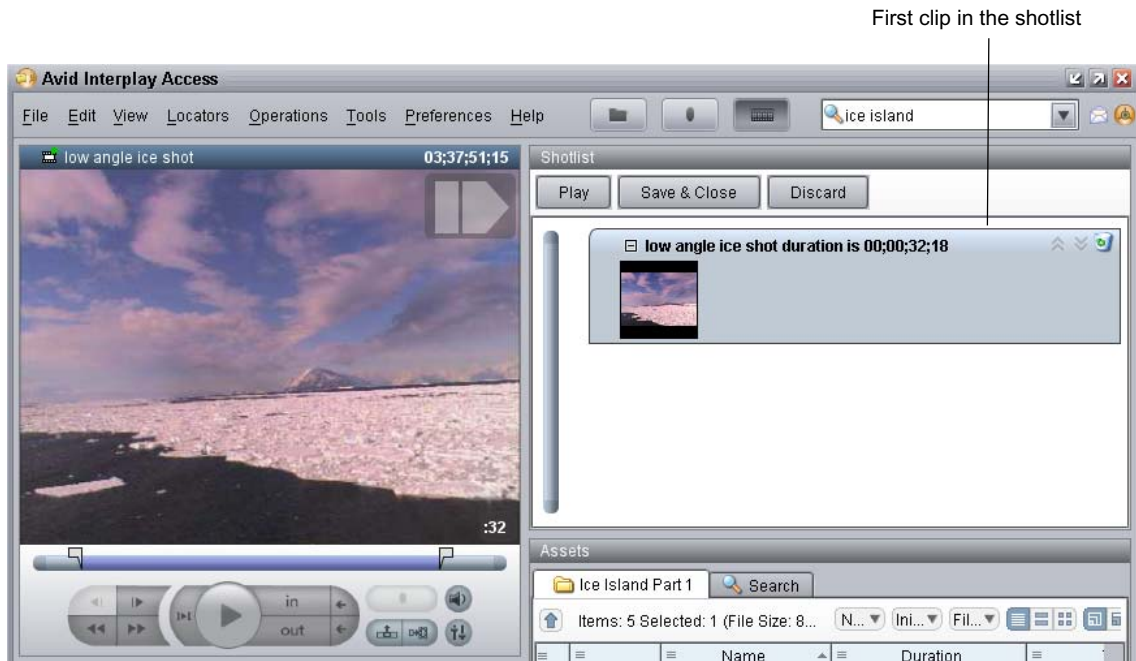 First clip in the shotlist
Avid Interplay Access
File Edit View Locators Operations Tools Preferences Help
ice island
low angle ice shot 03;37;51;15
Shotlist
Play Save & Close Discard
low angle ice shot duration is 00;00;32;18
:32
Assets
Ice Island Part 1 Search
in
out
Items: 5 Selected: 1 (File Size: 8... N... Ini... Fil...
Name Duration